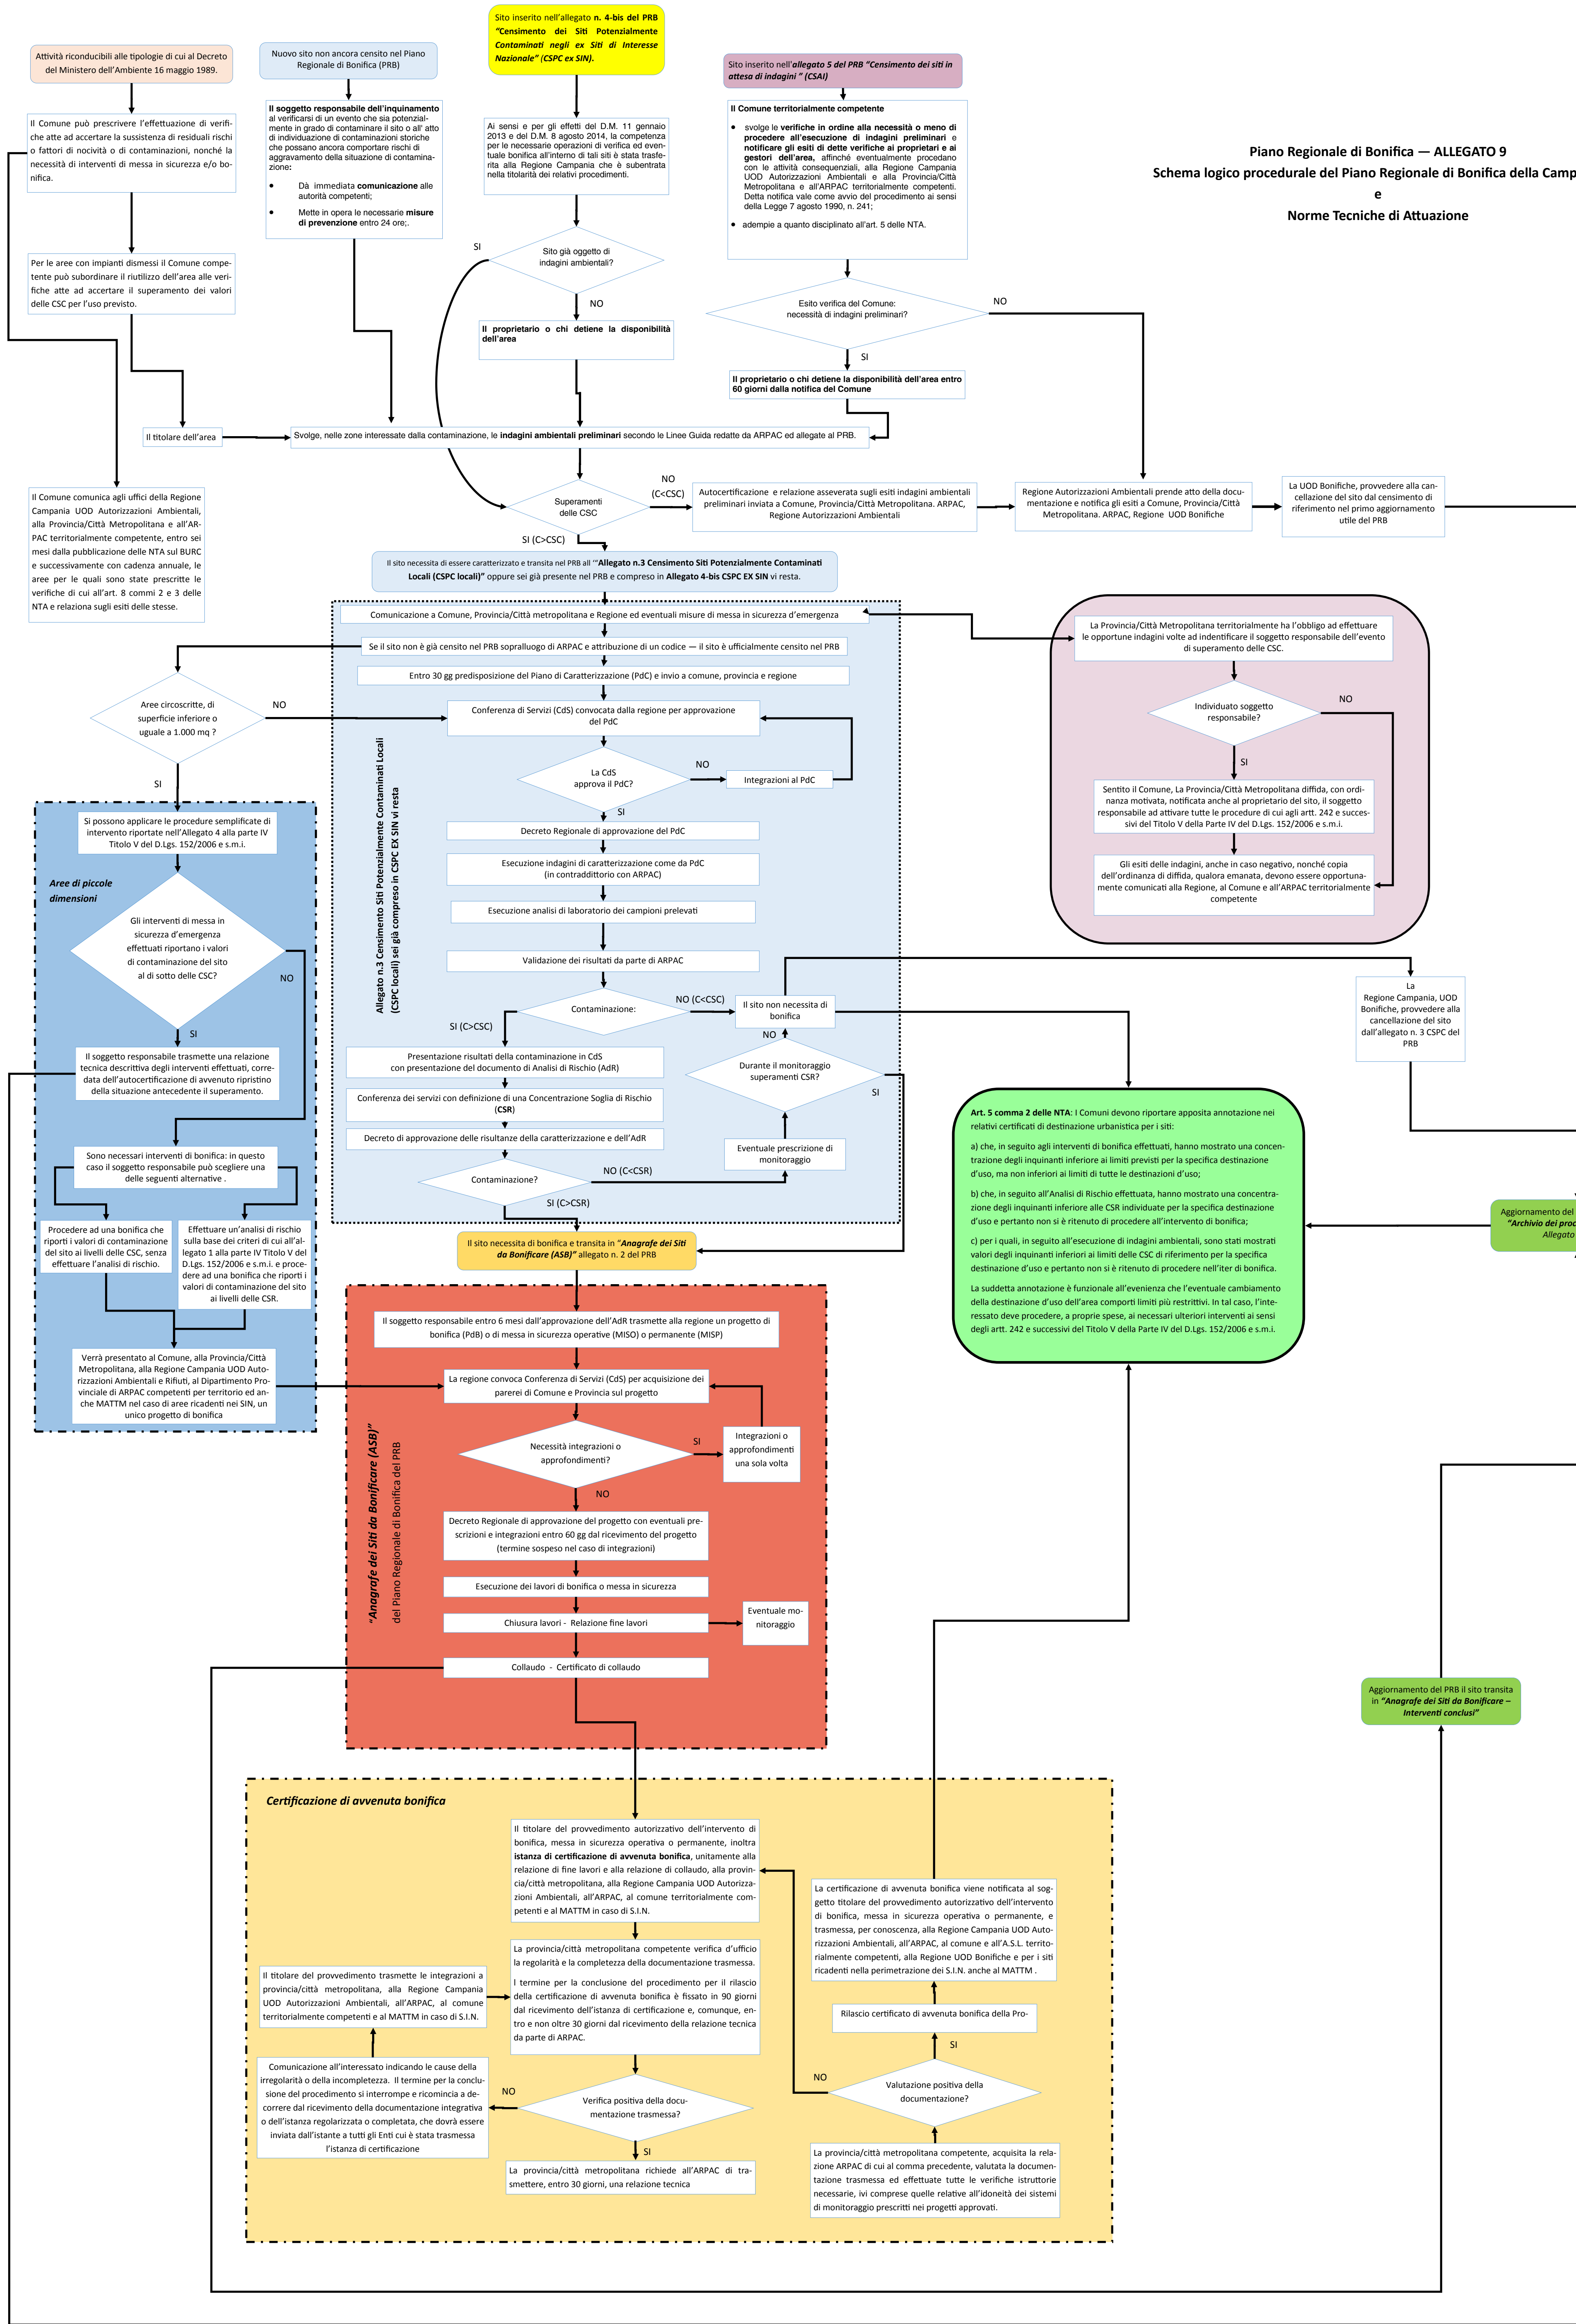 Piano Regionale di Bonifica — ALLEGATO 9
Schema logico procedurale del Piano Regionale di Bonifica della Camp
e
Norme Tecniche di Attuazione
Attività riconducibili alle tipologie di cui al Decreto
del Ministero dell’Ambiente 16 maggio 1989.
Il Comune può prescrivere l’effettuazione di verifi-
che atte ad accertare la sussistenza di residuali rischi
o fattori di nocività o di contaminazioni, nonché la
necessità di interventi di messa in sicurezza e/o bo-
nifica.
Per le aree con impianti dismessi il Comune compe-
tente può subordinare il riutilizzo dell’area alle veri-
fiche atte ad accertare il superamento dei valori
delle CSC per l’uso previsto.
Il titolare dell’area
Il Comune comunica agli uffici della Regione
Campania UOD Autorizzazioni Ambientali,
alla Provincia/Città Metropolitana e all’AR-
PAC territorialmente competente, entro sei
mesi dalla pubblicazione delle NTA sul BURC
e successivamente con cadenza annuale, le
aree per le quali sono state prescritte le
verifiche di cui all’art. 8 commi 2 e 3 delle
NTA e relaziona sugli esiti delle stesse.
Nuovo sito non ancora censito nel Piano
Regionale di Bonifica (PRB)
Il soggetto responsabile dell’inquinamento
al verificarsi di un evento che sia potenzial-
mente in grado di contaminare il sito o all’ atto
di individuazione di contaminazioni storiche
che possano ancora comportare rischi di
aggravamento della situazione di contamina-
zione:
● Dà immediata comunicazione alle
autorità competenti;
● Mette in opera le necessarie misure
di prevenzione entro 24 ore;.
Sito inserito nell’allegato n. 4-bis del PRB
“Censimento dei Siti Potenzialmente
Contaminati negli ex Siti di Interesse
Nazionale” (CSPC ex SIN).
Ai sensi e per gli effetti del D.M. 11 gennaio
2013 e del D.M. 8 agosto 2014, la competenza
per le necessarie operazioni di verifica ed even-
tuale bonifica all’interno di tali siti è stata trasfe-
rita alla Regione Campania che è subentrata
nella titolarità dei relativi procedimenti.
SI
Sito già oggetto di
indagini ambientali?
NO
Il proprietario o chi detiene la disponibilità
dell’area
Sito inserito nell'allegato 5 del PRB “Censimento dei siti in
attesa di indagini ” (CSAI)
Il Comune territorialmente competente
● svolge le verifiche in ordine alla necessità o meno di
procedere all’esecuzione di indagini preliminari e
notificare gli esiti di dette verifiche ai proprietari e ai
gestori dell’area, affinché eventualmente procedano
con le attività consequenziali, alla Regione Campania
UOD Autorizzazioni Ambientali e alla Provincia/Città
Metropolitana e all’ARPAC territorialmente competenti.
Detta notifica vale come avvio del procedimento ai sensi
della Legge 7 agosto 1990, n. 241;
● adempie a quanto disciplinato all’art. 5 delle NTA.
Esito verifica del Comune:
necessità di indagini preliminari?
NO
SI
Il proprietario o chi detiene la disponibilità dell’area entro
60 giorni dalla notifica del Comune
Svolge, nelle zone interessate dalla contaminazione, le indagini ambientali preliminari secondo le Linee Guida redatte da ARPAC ed allegate al PRB.
Superamenti
delle CSC
NO
(C<CSC)
SI (C>CSC)
Autocertificazione e relazione asseverata sugli esiti indagini ambientali
preliminari inviata a Comune, Provincia/Città Metropolitana. ARPAC,
Regione Autorizzazioni Ambientali
Regione Autorizzazioni Ambientali prende atto della docu-
mentazione e notifica gli esiti a Comune, Provincia/Città
Metropolitana. ARPAC, Regione UOD Bonifiche
La UOD Bonifiche, provvedere alla can-
cellazione del sito dal censimento di
riferimento nel primo aggiornamento
utile del PRB
Il sito necessita di essere caratterizzato e transita nel PRB all '“Allegato n.3 Censimento Siti Potenzialmente Contaminati
Locali (CSPC locali)” oppure sei già presente nel PRB e compreso in Allegato 4-bis CSPC EX SIN vi resta.
Comunicazione a Comune, Provincia/Città metropolitana e Regione ed eventuali misure di messa in sicurezza d’emergenza
Se il sito non è già censito nel PRB sopralluogo di ARPAC e attribuzione di un codice — il sito è ufficialmente censito nel PRB
Entro 30 gg predisposizione del Piano di Caratterizzazione (PdC) e invio a comune, provincia e regione
Conferenza di Servizi (CdS) convocata dalla regione per approvazione
del PdC
La CdS
approva il PdC?
NO
Integrazioni al PdC
SI
Decreto Regionale di approvazione del PdC
Esecuzione indagini di caratterizzazione come da PdC
(in contraddittorio con ARPAC)
Esecuzione analisi di laboratorio dei campioni prelevati
Validazione dei risultati da parte di ARPAC
Contaminazione:
NO (C<CSC)
Il sito non necessita di
bonifica
SI (C>CSC)
NO
Presentazione risultati della contaminazione in CdS
con presentazione del documento di Analisi di Rischio (AdR)
Durante il monitoraggio
superamenti CSR?
SI
Conferenza dei servizi con definizione di una Concentrazione Soglia di Rischio
(CSR)
Decreto di approvazione delle risultanze della caratterizzazione e dell’AdR
Eventuale prescrizione di
monitoraggio
Contaminazione?
NO (C<CSR)
SI (C>CSR)
Allegato n.3 Censimento Siti Potenzialmente Contaminati Locali
(CSPC locali) sei già compreso in CSPC EX SIN vi resta
Aree circoscritte, di
superficie inferiore o
uguale a 1.000 mq ?
NO
SI
Si possono applicare le procedure semplificate di
intervento riportate nell’Allegato 4 alla parte IV
Titolo V del D.Lgs. 152/2006 e s.m.i.
Aree di piccole
dimensioni
Gli interventi di messa in
sicurezza d’emergenza
effettuati riportano i valori
di contaminazione del sito
al di sotto delle CSC?
NO
SI
Il soggetto responsabile trasmette una relazione
tecnica descrittiva degli interventi effettuati, corre-
data dell’autocertificazione di avvenuto ripristino
della situazione antecedente il superamento.
Sono necessari interventi di bonifica: in questo
caso il soggetto responsabile può scegliere una
delle seguenti alternative .
Procedere ad una bonifica che
riporti i valori di contaminazione
del sito ai livelli delle CSC, senza
effettuare l’analisi di rischio.
Effettuare un’analisi di rischio
sulla base dei criteri di cui all’al-
legato 1 alla parte IV Titolo V del
D.Lgs. 152/2006 e s.m.i. e proce-
dere ad una bonifica che riporti i
valori di contaminazione del sito
ai livelli delle CSR.
Verrà presentato al Comune, alla Provincia/Città
Metropolitana, alla Regione Campania UOD Auto-
rizzazioni Ambientali e Rifiuti, al Dipartimento Pro-
vinciale di ARPAC competenti per territorio ed an-
che MATTM nel caso di aree ricadenti nei SIN, un
unico progetto di bonifica
La Provincia/Città Metropolitana territorialmente ha l’obbligo ad effettuare
le opportune indagini volte ad indentificare il soggetto responsabile dell’evento
di superamento delle CSC.
Individuato soggetto
responsabile?
NO
SI
Sentito il Comune, La Provincia/Città Metropolitana diffida, con ordi-
nanza motivata, notificata anche al proprietario del sito, il soggetto
responsabile ad attivare tutte le procedure di cui agli artt. 242 e succes-
sivi del Titolo V della Parte IV del D.Lgs. 152/2006 e s.m.i.
Gli esiti delle indagini, anche in caso negativo, nonché copia
dell’ordinanza di diffida, qualora emanata, devono essere opportuna-
mente comunicati alla Regione, al Comune e all’ARPAC territorialmente
competente
La
Regione Campania, UOD
Bonifiche, provvedere alla
cancellazione del sito
dall’allegato n. 3 CSPC del
PRB
Art. 5 comma 2 delle NTA: I Comuni devono riportare apposita annotazione nei
relativi certificati di destinazione urbanistica per i siti:
a) che, in seguito agli interventi di bonifica effettuati, hanno mostrato una concen-
trazione degli inquinanti inferiore ai limiti previsti per la specifica destinazione
d’uso, ma non inferiori ai limiti di tutte le destinazioni d’uso;
b) che, in seguito all’Analisi di Rischio effettuata, hanno mostrato una concentra-
zione degli inquinanti inferiore alle CSR individuate per la specifica destinazione
d’uso e pertanto non si è ritenuto di procedere all’intervento di bonifica;
c) per i quali, in seguito all’esecuzione di indagini ambientali, sono stati mostrati
valori degli inquinanti inferiori ai limiti delle CSC di riferimento per la specifica
destinazione d’uso e pertanto non si è ritenuto di procedere nell’iter di bonifica.
La suddetta annotazione è funzionale all’evenienza che l’eventuale cambiamento
della destinazione d’uso dell’area comporti limiti più restrittivi. In tal caso, l’inte-
ressato deve procedere, a proprie spese, ai necessari ulteriori interventi ai sensi
degli artt. 242 e successivi del Titolo V della Parte IV del D.Lgs. 152/2006 e s.m.i.
Aggiornamento del
“Archivio dei proc
Allegato
Il sito necessita di bonifica e transita in “Anagrafe dei Siti
da Bonificare (ASB)” allegato n. 2 del PRB
Il soggetto responsabile entro 6 mesi dall’approvazione dell’AdR trasmette alla regione un progetto di
bonifica (PdB) o di messa in sicurezza operative (MISO) o permanente (MISP)
La regione convoca Conferenza di Servizi (CdS) per acquisizione dei
parerei di Comune e Provincia sul progetto
Necessità integrazioni o
approfondimenti?
SI
Integrazioni o
approfondimenti
una sola volta
NO
Decreto Regionale di approvazione del progetto con eventuali pre-
scrizioni e integrazioni entro 60 gg dal ricevimento del progetto
(termine sospeso nel caso di integrazioni)
Esecuzione dei lavori di bonifica o messa in sicurezza
Chiusura lavori - Relazione fine lavori
Eventuale mo-
nitoraggio
Collaudo - Certificato di collaudo
“Anagrafe dei Siti da Bonificare (ASB)”
del Piano Regionale di Bonifica del PRB
Aggiornamento del PRB il sito transita
in “Anagrafe dei Siti da Bonificare –
Interventi conclusi”
Certificazione di avvenuta bonifica
Il titolare del provvedimento autorizzativo dell’intervento di
bonifica, messa in sicurezza operativa o permanente, inoltra
istanza di certificazione di avvenuta bonifica, unitamente alla
relazione di fine lavori e alla relazione di collaudo, alla provin-
cia/città metropolitana, alla Regione Campania UOD Autorizza-
zioni Ambientali, all’ARPAC, al comune territorialmente com-
petenti e al MATTM in caso di S.I.N.
La provincia/città metropolitana competente verifica d’ufficio
la regolarità e la completezza della documentazione trasmessa.
I termine per la conclusione del procedimento per il rilascio
della certificazione di avvenuta bonifica è fissato in 90 giorni
dal ricevimento dell’istanza di certificazione e, comunque, en-
tro e non oltre 30 giorni dal ricevimento della relazione tecnica
da parte di ARPAC.
Il titolare del provvedimento trasmette le integrazioni a
provincia/città metropolitana, alla Regione Campania
UOD Autorizzazioni Ambientali, all’ARPAC, al comune
territorialmente competenti e al MATTM in caso di S.I.N.
Comunicazione all’interessato indicando le cause della
irregolarità o della incompletezza. Il termine per la conclu-
sione del procedimento si interrompe e ricomincia a de-
correre dal ricevimento della documentazione integrativa
o dell’istanza regolarizzata o completata, che dovrà essere
inviata dall’istante a tutti gli Enti cui è stata trasmessa
l’istanza di certificazione
NO
Verifica positiva della docu-
mentazione trasmessa?
SI
La provincia/città metropolitana richiede all’ARPAC di tra-
smettere, entro 30 giorni, una relazione tecnica
La certificazione di avvenuta bonifica viene notificata al sog-
getto titolare del provvedimento autorizzativo dell’intervento
di bonifica, messa in sicurezza operativa o permanente, e
trasmessa, per conoscenza, alla Regione Campania UOD Auto-
rizzazioni Ambientali, all’ARPAC, al comune e all’A.S.L. territo-
rialmente competenti, alla Regione UOD Bonifiche e per i siti
ricadenti nella perimetrazione dei S.I.N. anche al MATTM .
Rilascio certificato di avvenuta bonifica della Pro-
SI
NO
Valutazione positiva della
documentazione?
La provincia/città metropolitana competente, acquisita la rela-
zione ARPAC di cui al comma precedente, valutata la documen-
tazione trasmessa ed effettuate tutte le verifiche istruttorie
necessarie, ivi comprese quelle relative all’idoneità dei sistemi
di monitoraggio prescritti nei progetti approvati.